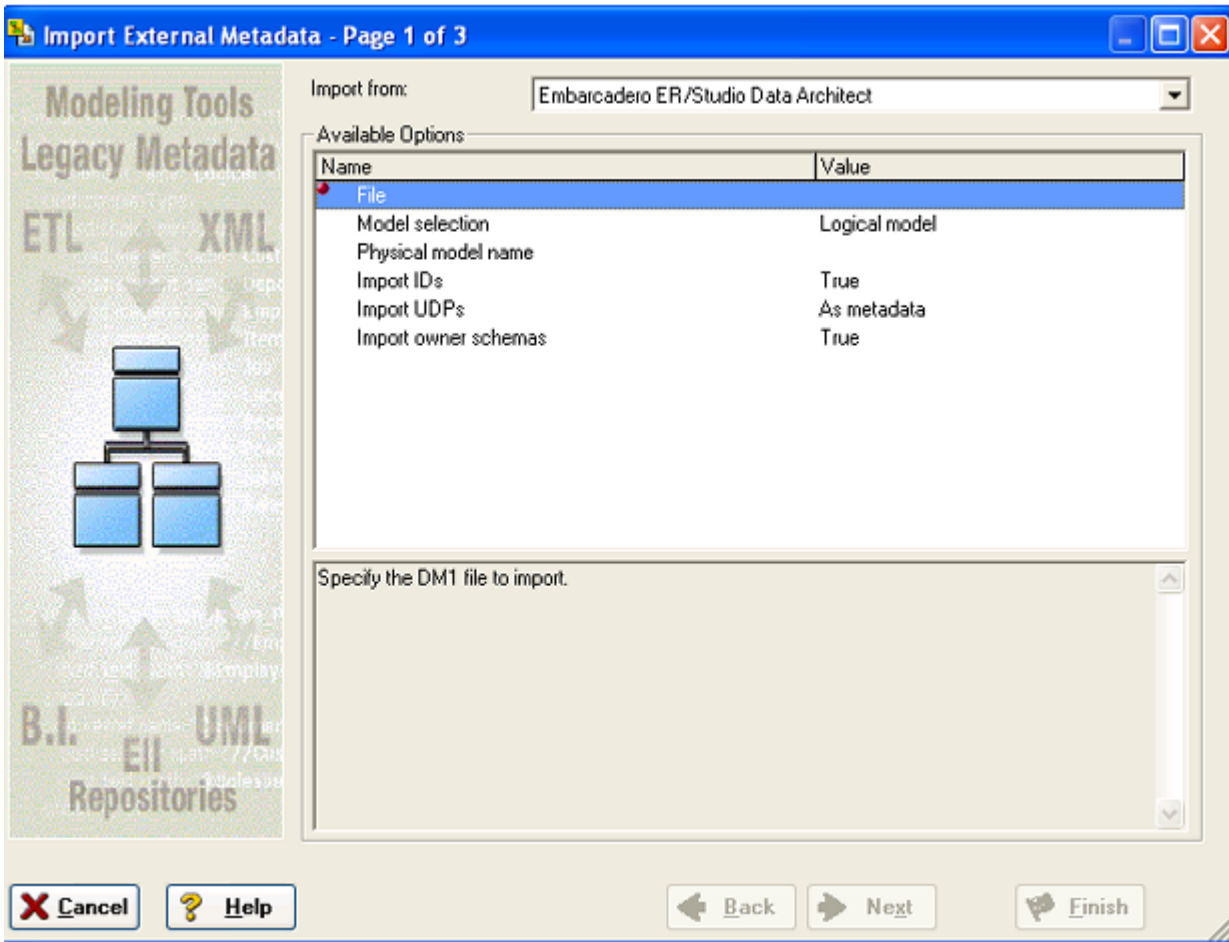 Import External Metadata - Page 1 of 3
Modeling Tools
Legacy Metadata
ETL XML
B.I. UML
EII
Repositories
Import from: Embarcadero ER/Studio Data Architect
Available Options
Name Value
File
Model selection Logical model
Physical model name
Import IDs True
Import UDPs As metadata
Import owner schemas True
Specify the DM1 file to import.
Cancel Help Back Next Finish